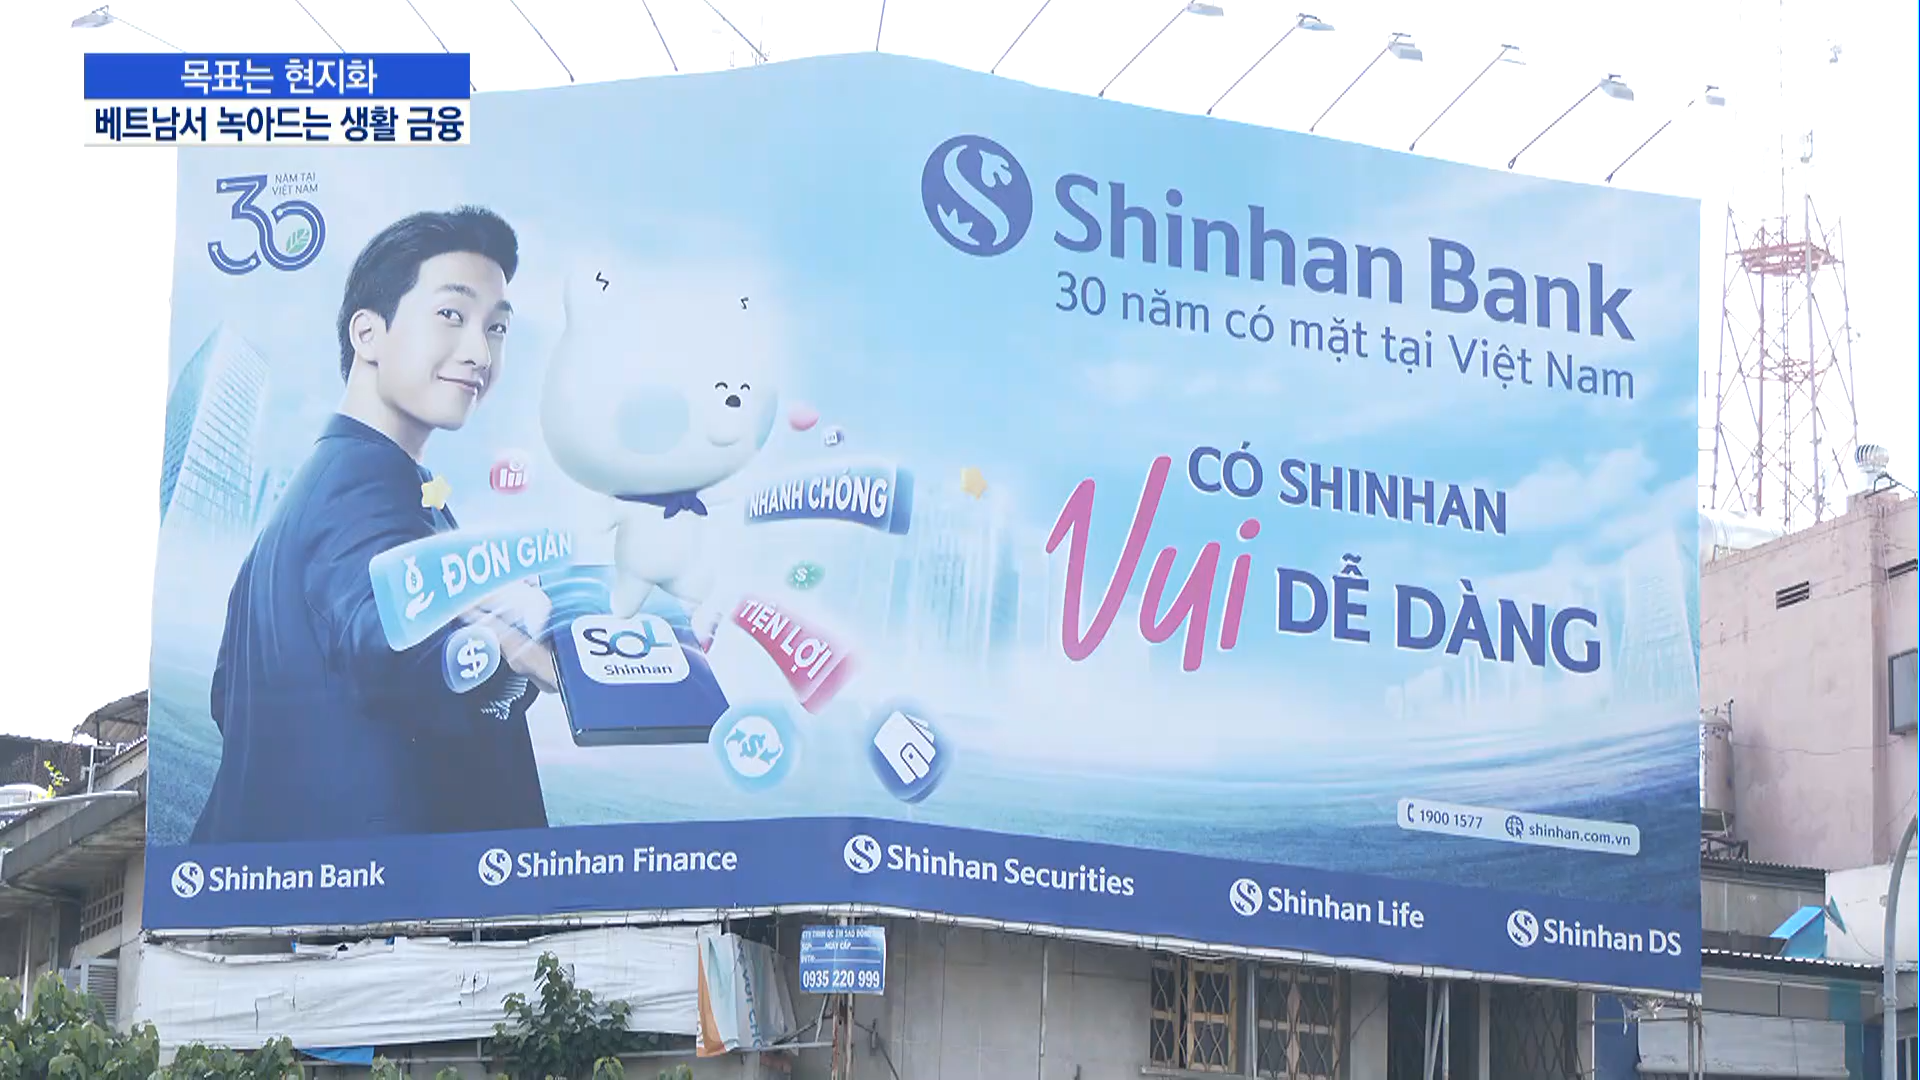 목표는 현지화
베트남서 녹아드는 생활 금융
30 NĂM TẠI
VIỆT NAM
Shinhan Bank
30 năm có mặt tại Việt Nam
CÓ SHINHAN
Vui DỄ DÀNG
NHANH CHÓNG
ĐƠN GIẢN
TIỆN LỢI
SOL
Shinhan
1900 1577
shinhan.com.vn
Shinhan Bank
Shinhan Finance
Shinhan Securities
Shinhan Life
Shinhan DS
0935 220 999